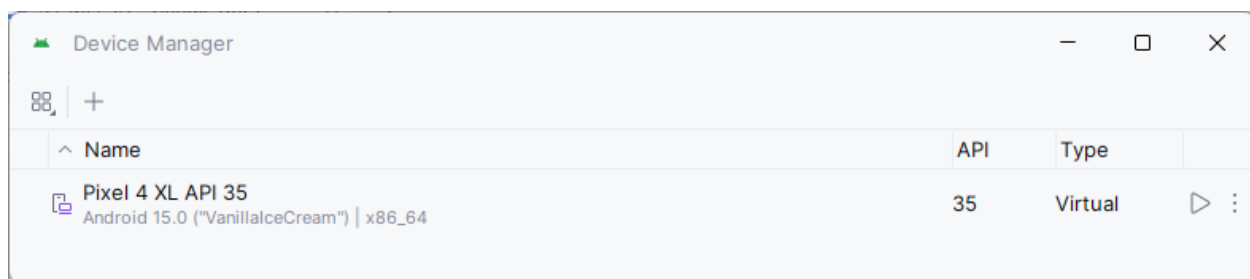 Device Manager
Name API Type
Pixel 4 XL API 35
Android 15.0 ("VanillaIceCream") | x86_64
35 Virtual